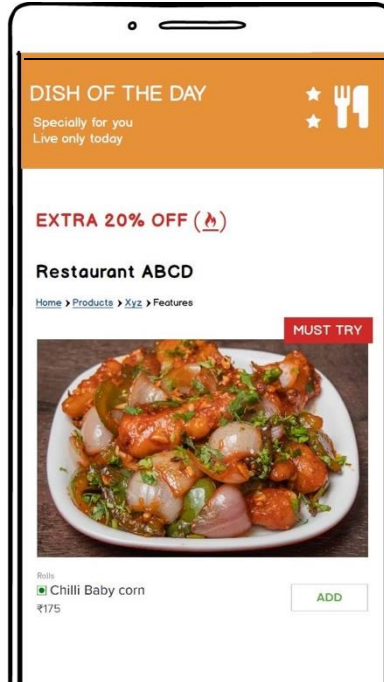 DISH OF THE DAY
Specially for you
Live only today
EXTRA 20% OFF ()
Restaurant ABCD
Home > Products > Xyz > Features
MUST TRY
Rolls
Chilli Baby corn
₹175
ADD